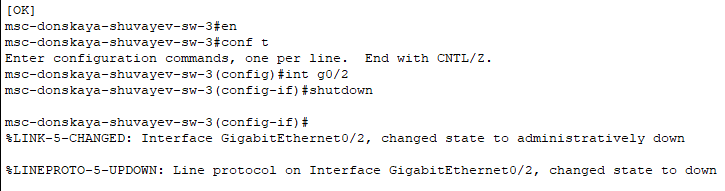 [OK]
msc-donskaya-shuvayev-sw-3#en
msc-donskaya-shuvayev-sw-3#conf t
Enter configuration commands, one per line.  End with CNTL/Z.
msc-donskaya-shuvayev-sw-3(config)#int g0/2
msc-donskaya-shuvayev-sw-3(config-if)#shutdown
msc-donskaya-shuvayev-sw-3(config-if)#
%LINK-5-CHANGED: Interface GigabitEthernet0/2, changed state to administratively down
%LINEPROTO-5-UPDOWN: Line protocol on Interface GigabitEthernet0/2, changed state to down